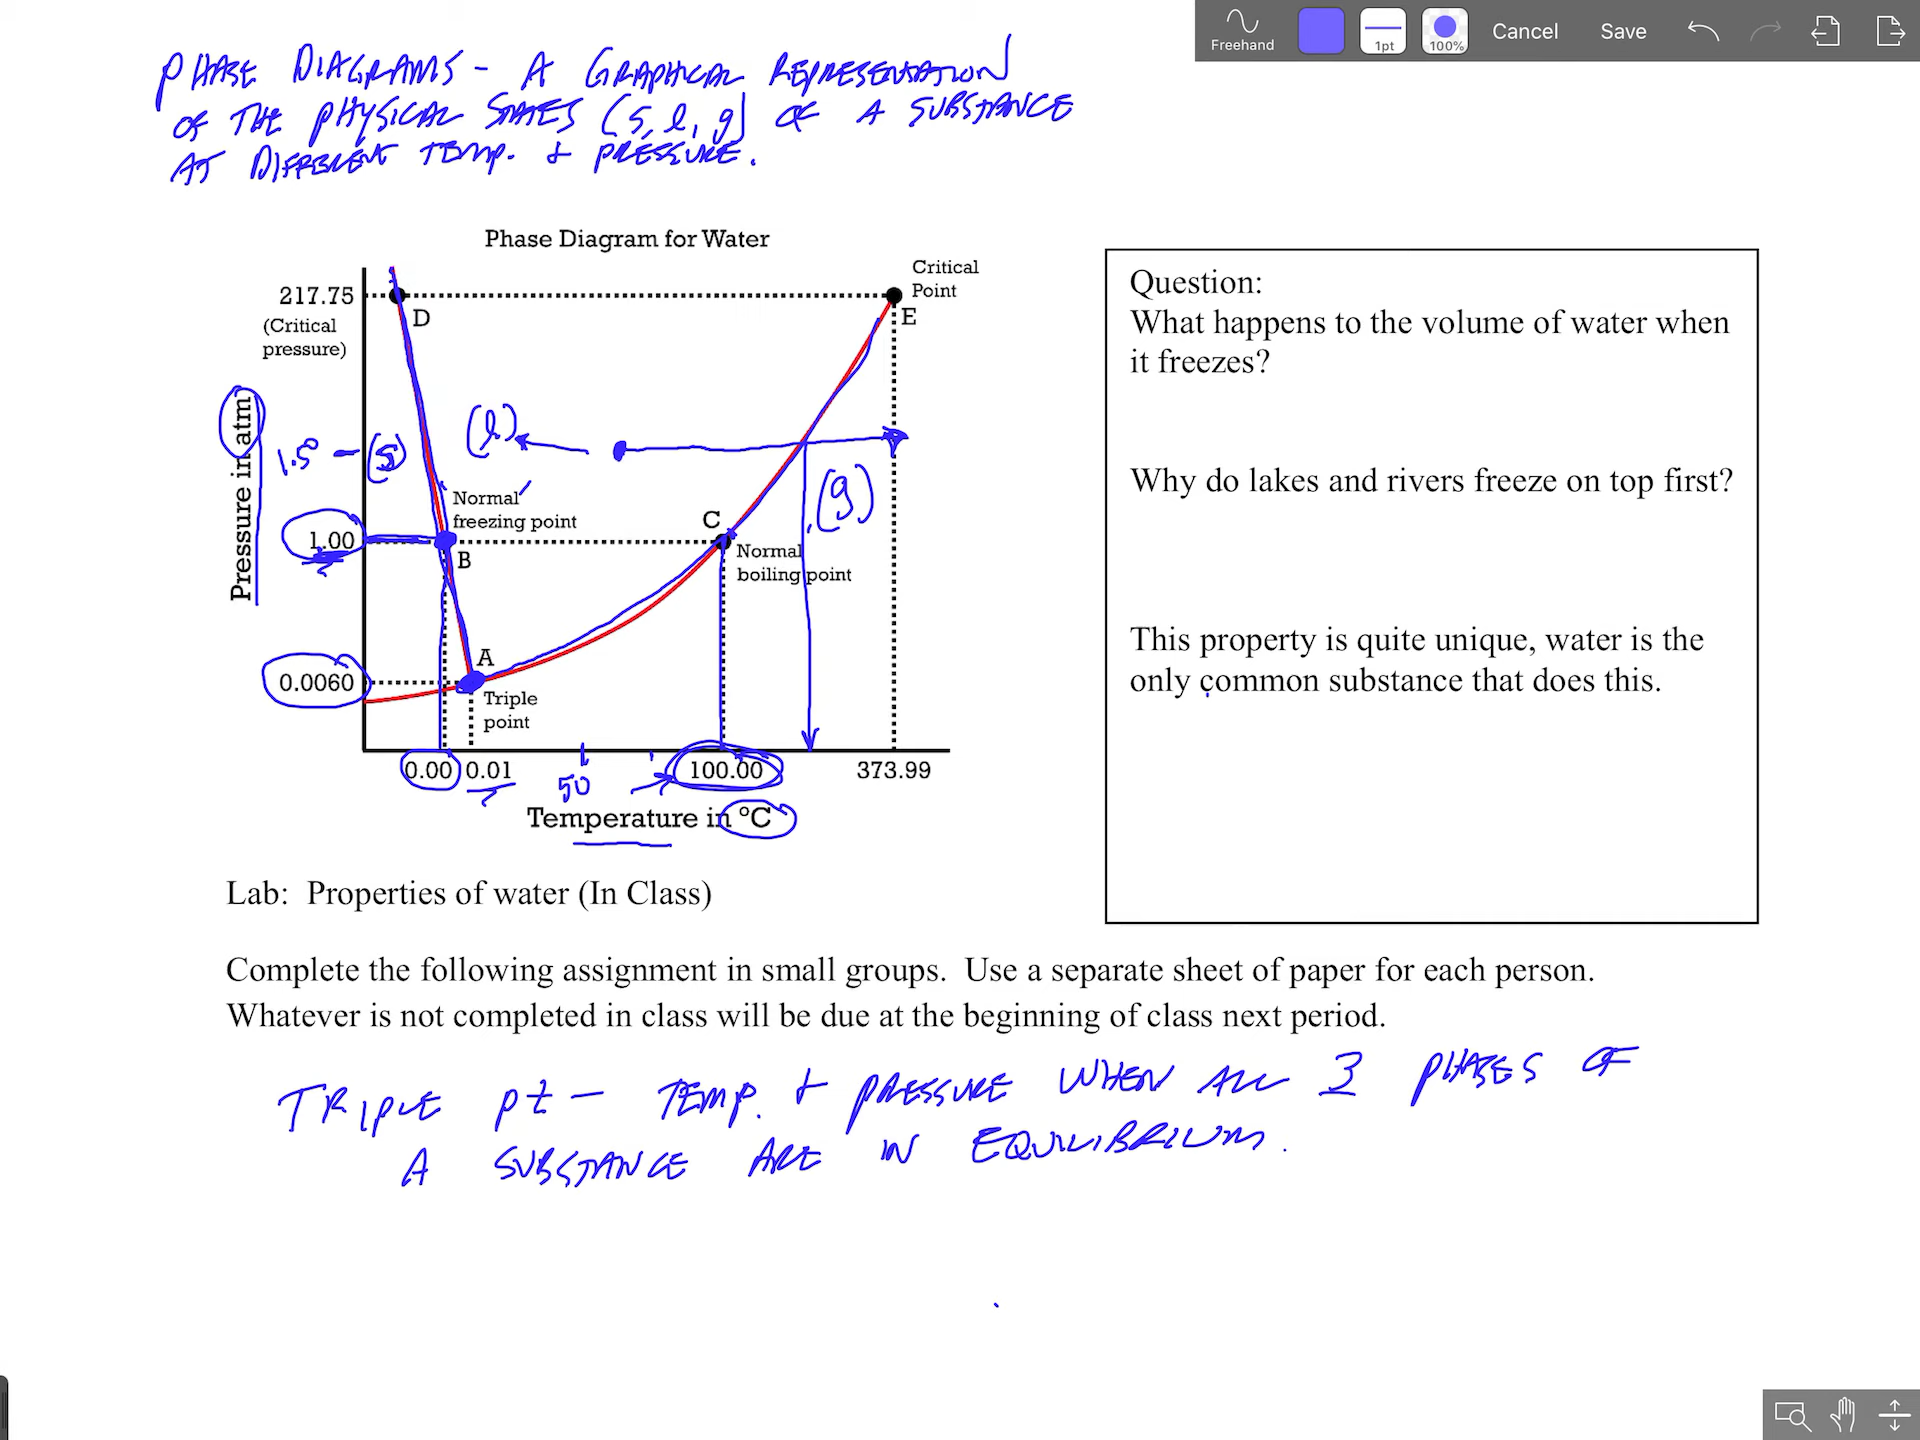 Freehand
1pt
100%
Cancel
Save
PHASE DIAGRAMS - A GRAPHICAL REPRESENTATION
OF THE PHYSICAL STATES (s, l, g) OF A SUBSTANCE
AT DIFFERENT TEMP. & PRESSURE.
Phase Diagram for Water
Critical
Point
217.75
(Critical
pressure)
D
E
Pressure in atm
1.5
(s)
(l)
(g)
Normal
freezing point
1.00
B
C
Normal
boiling point
A
0.0060
Triple
point
0.00 0.01 50 100.00 373.99
Temperature in °C
Question:
What happens to the volume of water when
it freezes?
Why do lakes and rivers freeze on top first?
This property is quite unique, water is the
only common substance that does this.
Lab: Properties of water (In Class)
Complete the following assignment in small groups. Use a separate sheet of paper for each person.
Whatever is not completed in class will be due at the beginning of class next period.
TRIPLE pt - TEMP. & PRESSURE WHEN ALL 3 PHASES OF
A SUBSTANCE ARE IN EQUILIBRIUM.